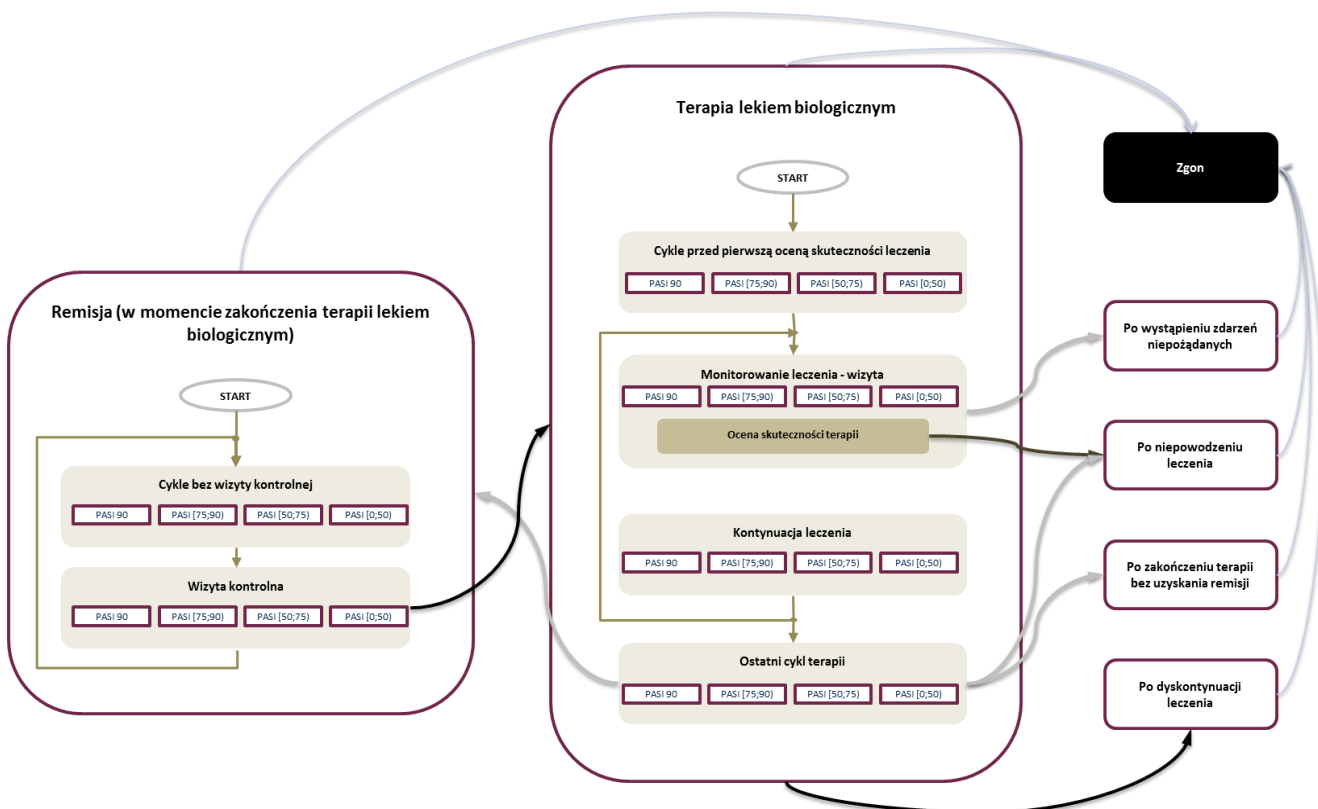 Remisja (w momencie zakończenia terapii lekiem
biologicznym)
START
Cykle bez wizyty kontrolnej
PASI 90 PASI [75;90) PASI [50;75) PASI [0;50)
Wizyta kontrolna
PASI 90 PASI [75;90) PASI [50;75) PASI [0;50)
Terapia lekiem biologicznym
START
Cykle przed pierwszą oceną skuteczności leczenia
PASI 90 PASI [75;90) PASI [50;75) PASI [0;50)
Monitorowanie leczenia - wizyta
PASI 90 PASI [75;90) PASI [50;75) PASI [0;50)
Ocena skuteczności terapii
Kontynuacja leczenia
PASI 90 PASI [75;90) PASI [50;75) PASI [0;50)
Ostatni cykl terapii
PASI 90 PASI [75;90) PASI [50;75) PASI [0;50)
Zgon
Po wystąpieniu zdarzeń
niepożądanych
Po niepowodzeniu
leczenia
Po zakończeniu terapii
bez uzyskania remisji
Po dyskontynuacji
leczenia